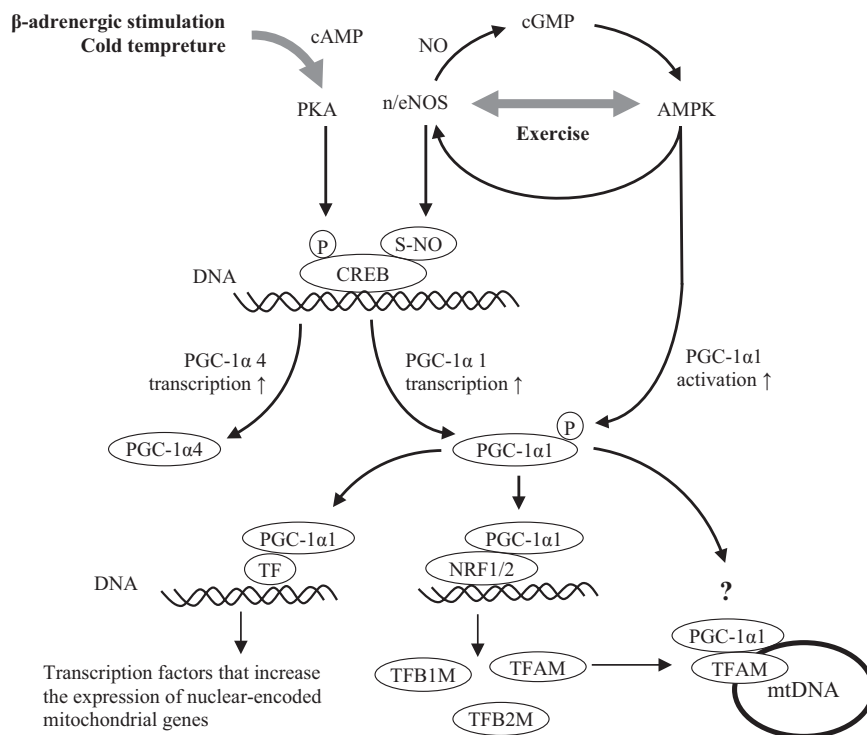 β-adrenergic stimulation
Cold tempreture
cAMP
NO
cGMP
PKA
n/eNOS
AMPK
Exercise
P
S-NO
CREB
DNA
PGC-1α 4
transcription ↑
PGC-1α 1
transcription ↑
PGC-1α1
activation ↑
P
PGC-1α4
PGC-1α1
PGC-1α1
TF
DNA
PGC-1α1
NRF1/2
?
PGC-1α1
TFAM
mtDNA
Transcription factors that increase
the expression of nuclear-encoded
mitochondrial genes
TFB1M
TFAM
TFB2M